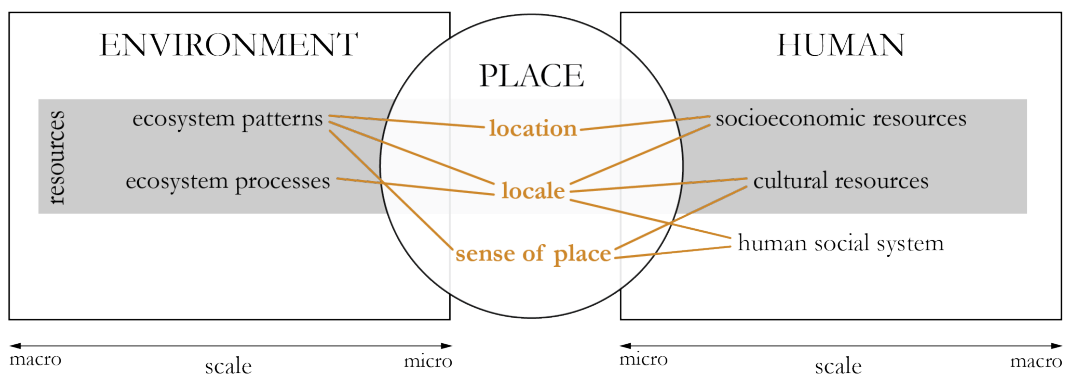 ENVIRONMENT
PLACE
HUMAN
resources
ecosystem patterns
location
socioeconomic resources
ecosystem processes
locale
cultural resources
sense of place
human social system
macro
scale
micro
micro
scale
macro